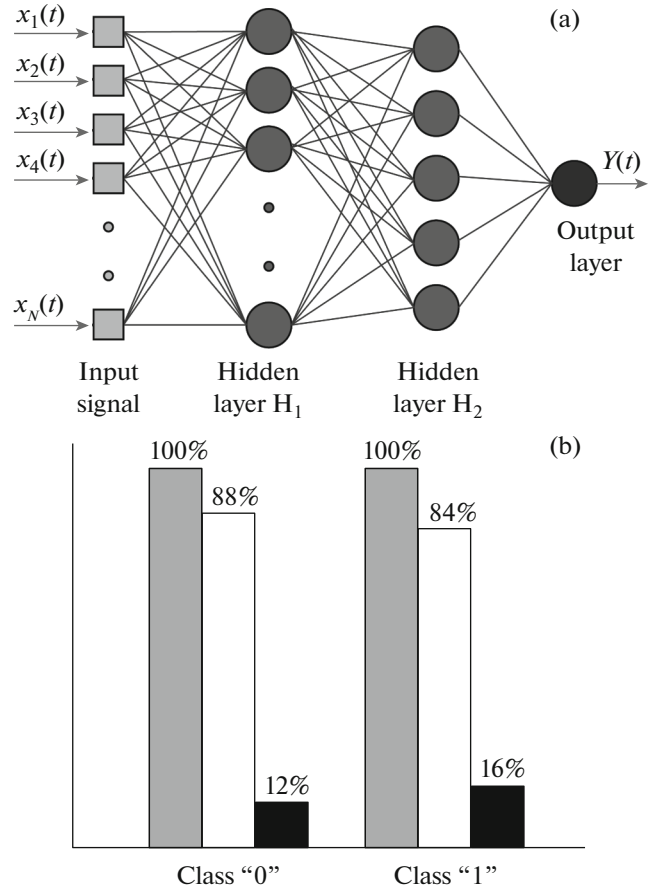 (a)
x₁(t)
x₂(t)
x₃(t)
x₄(t)
x_N(t)
Y(t)
Output
layer
Input
signal
Hidden
layer H₁
Hidden
layer H₂
(b)
100%
88%
12%
100%
84%
16%
Class “0”
Class “1”